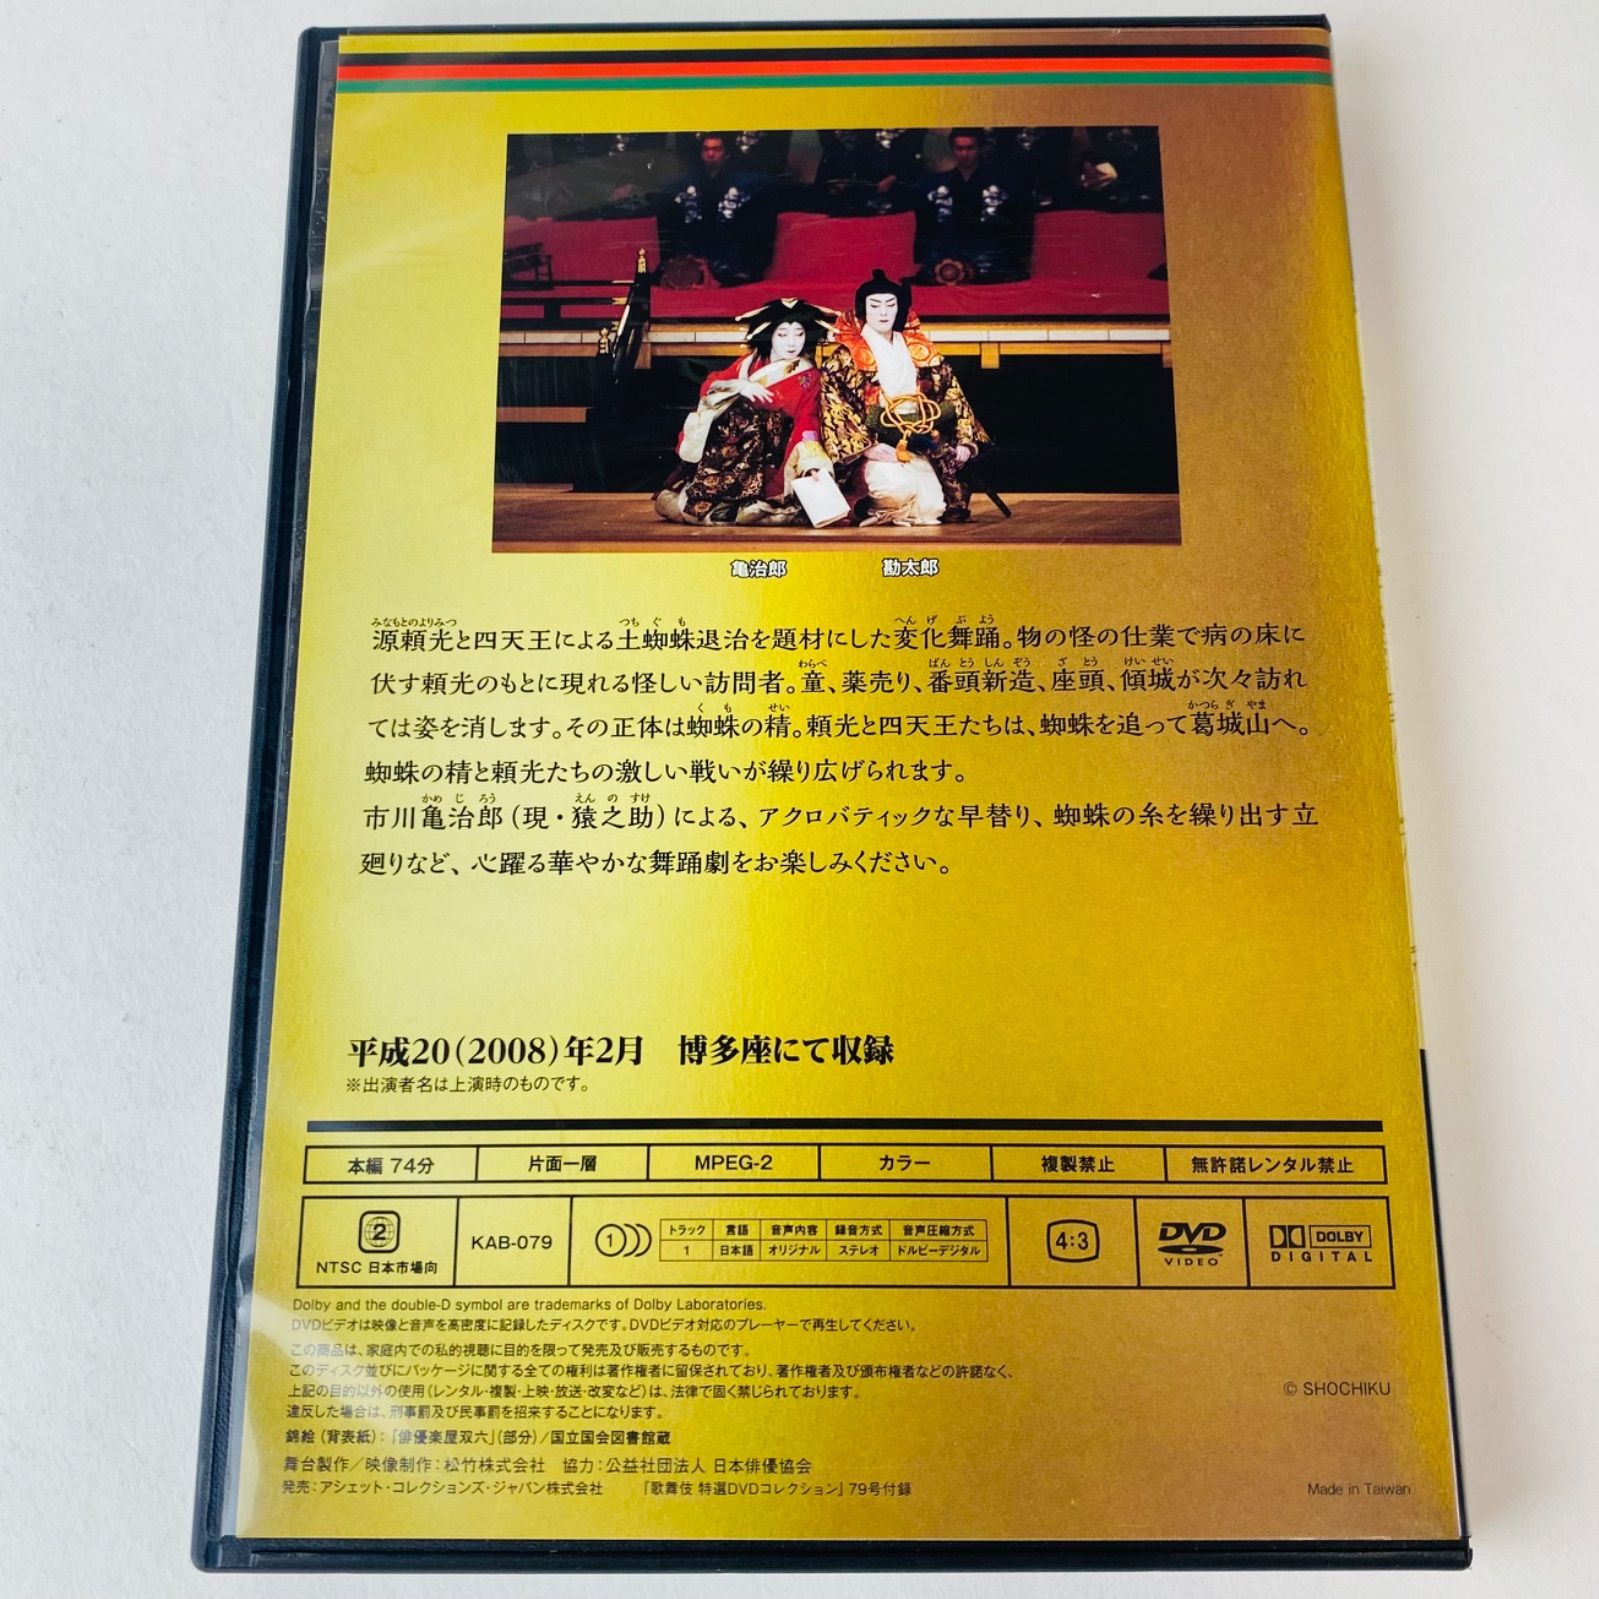 亀治郎 勘太郎
源頼光と四天王による土蜘蛛退治を題材にした変化舞踊。物の怪の仕業で病の床に
伏す頼光のもとに現れる怪しい訪問者。童、薬売り、番頭新造、座頭、傾城が次々訪れ
ては姿を消します。その正体は蜘蛛の精。頼光と四天王たちは、蜘蛛を追って葛城山へ。
蜘蛛の精と頼光たちの激しい戦いが繰り広げられます。
市川亀治郎(現・猿之助)による、アクロバティックな早替り、蜘蛛の糸を繰り出す立
廻りなど、心躍る華やかな舞踊劇をお楽しみください。
平成20(2008)年2月 博多座にて収録
※出演者名は上演時のものです。
本編 74分 片面一層 MPEG-2 カラー 複製禁止 無許諾レンタル禁止
2 NTSC 日本市場向 KAB-079 1 トラック 言語 音声内容 録音方式 音声圧縮方式
1 日本語 オリジナル ステレオ ドルビーデジタル
4:3 DVD VIDEO DOLBY DIGITAL
Dolby and the double-D symbol are trademarks of Dolby Laboratories.
DVDビデオは映像と音声を高密度に記録したディスクです。DVDビデオ対応のプレーヤーで再生してください。
この商品は、家庭内での私的視聴に目的を限って発売及び販売するものです。
このディスク並びにパッケージに関する全ての権利は著作権者に留保されており、著作権者及び頒布権者などの許諾なく、
上記の目的以外の使用(レンタル・複製・上映・放送・改変など)は、法律で固く禁じられております。
違反した場合は、刑事罰及び民事罰を招来することになります。
© SHOCHIKU
錦絵(背表紙):「俳優楽屋双六」(部分)/国立国会図書館蔵
舞台製作/映像制作:松竹株式会社 協力:公益社団法人 日本俳優協会
発売:アシェット・コレクションズ・ジャパン株式会社 『歌舞伎 特選DVDコレクション』79号付録
Made in Taiwan